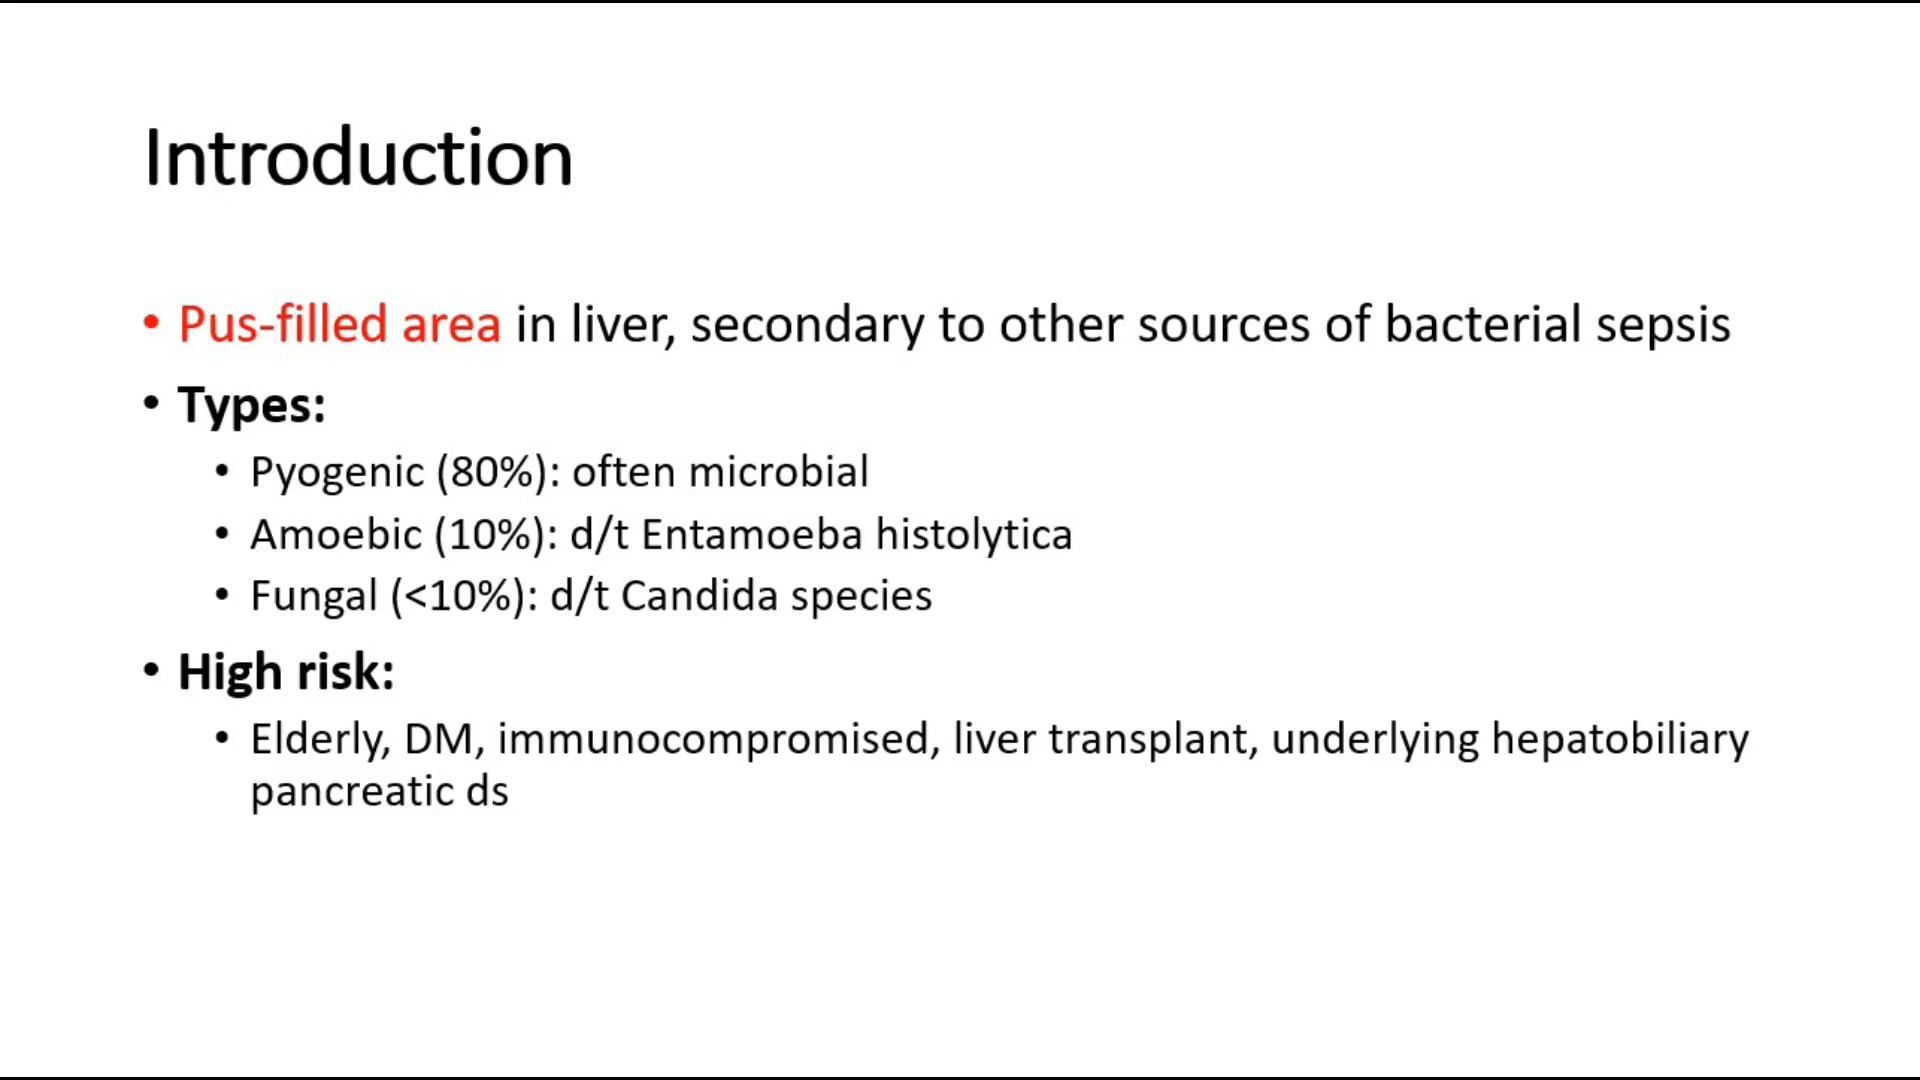 Introduction
• Pus-filled area in liver, secondary to other sources of bacterial sepsis
• Types:
• Pyogenic (80%): often microbial
• Amoebic (10%): d/t Entamoeba histolytica
• Fungal (<10%): d/t Candida species
• High risk:
• Elderly, DM, immunocompromised, liver transplant, underlying hepatobiliary
pancreatic ds